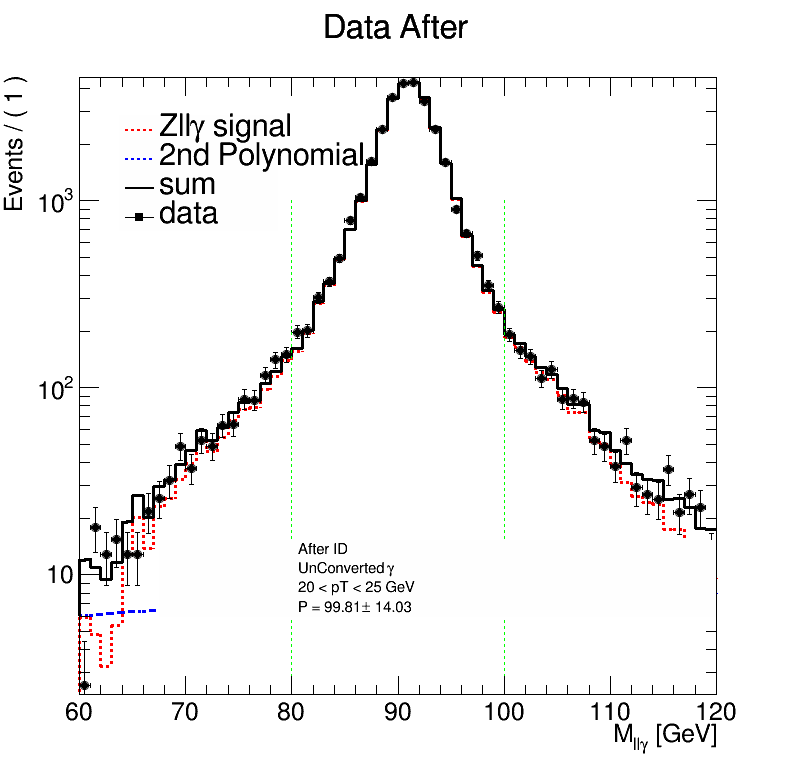 Data After
Events / ( 1 )
Zllγ signal
2nd Polynomial
sum
data
10³
10²
10
After ID
UnConverted γ
20 < pT < 25 GeV
P = 99.81± 14.03
60 70 80 90 100 110 120
M_llγ [GeV]